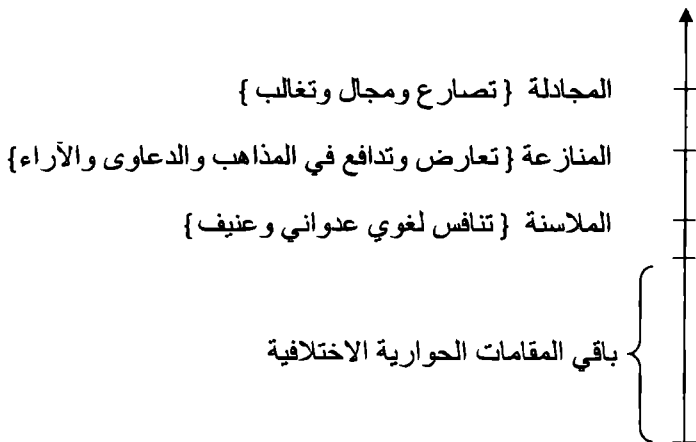 المجادلة { تصارع ومجال وتغالب }
المنازعة { تعارض وتدافع في المذاهب والدعاوى والآراء}
الملاسنة { تنافس لغوي عدواني وعنيف }
باقي المقامات الحوارية الاختلافية